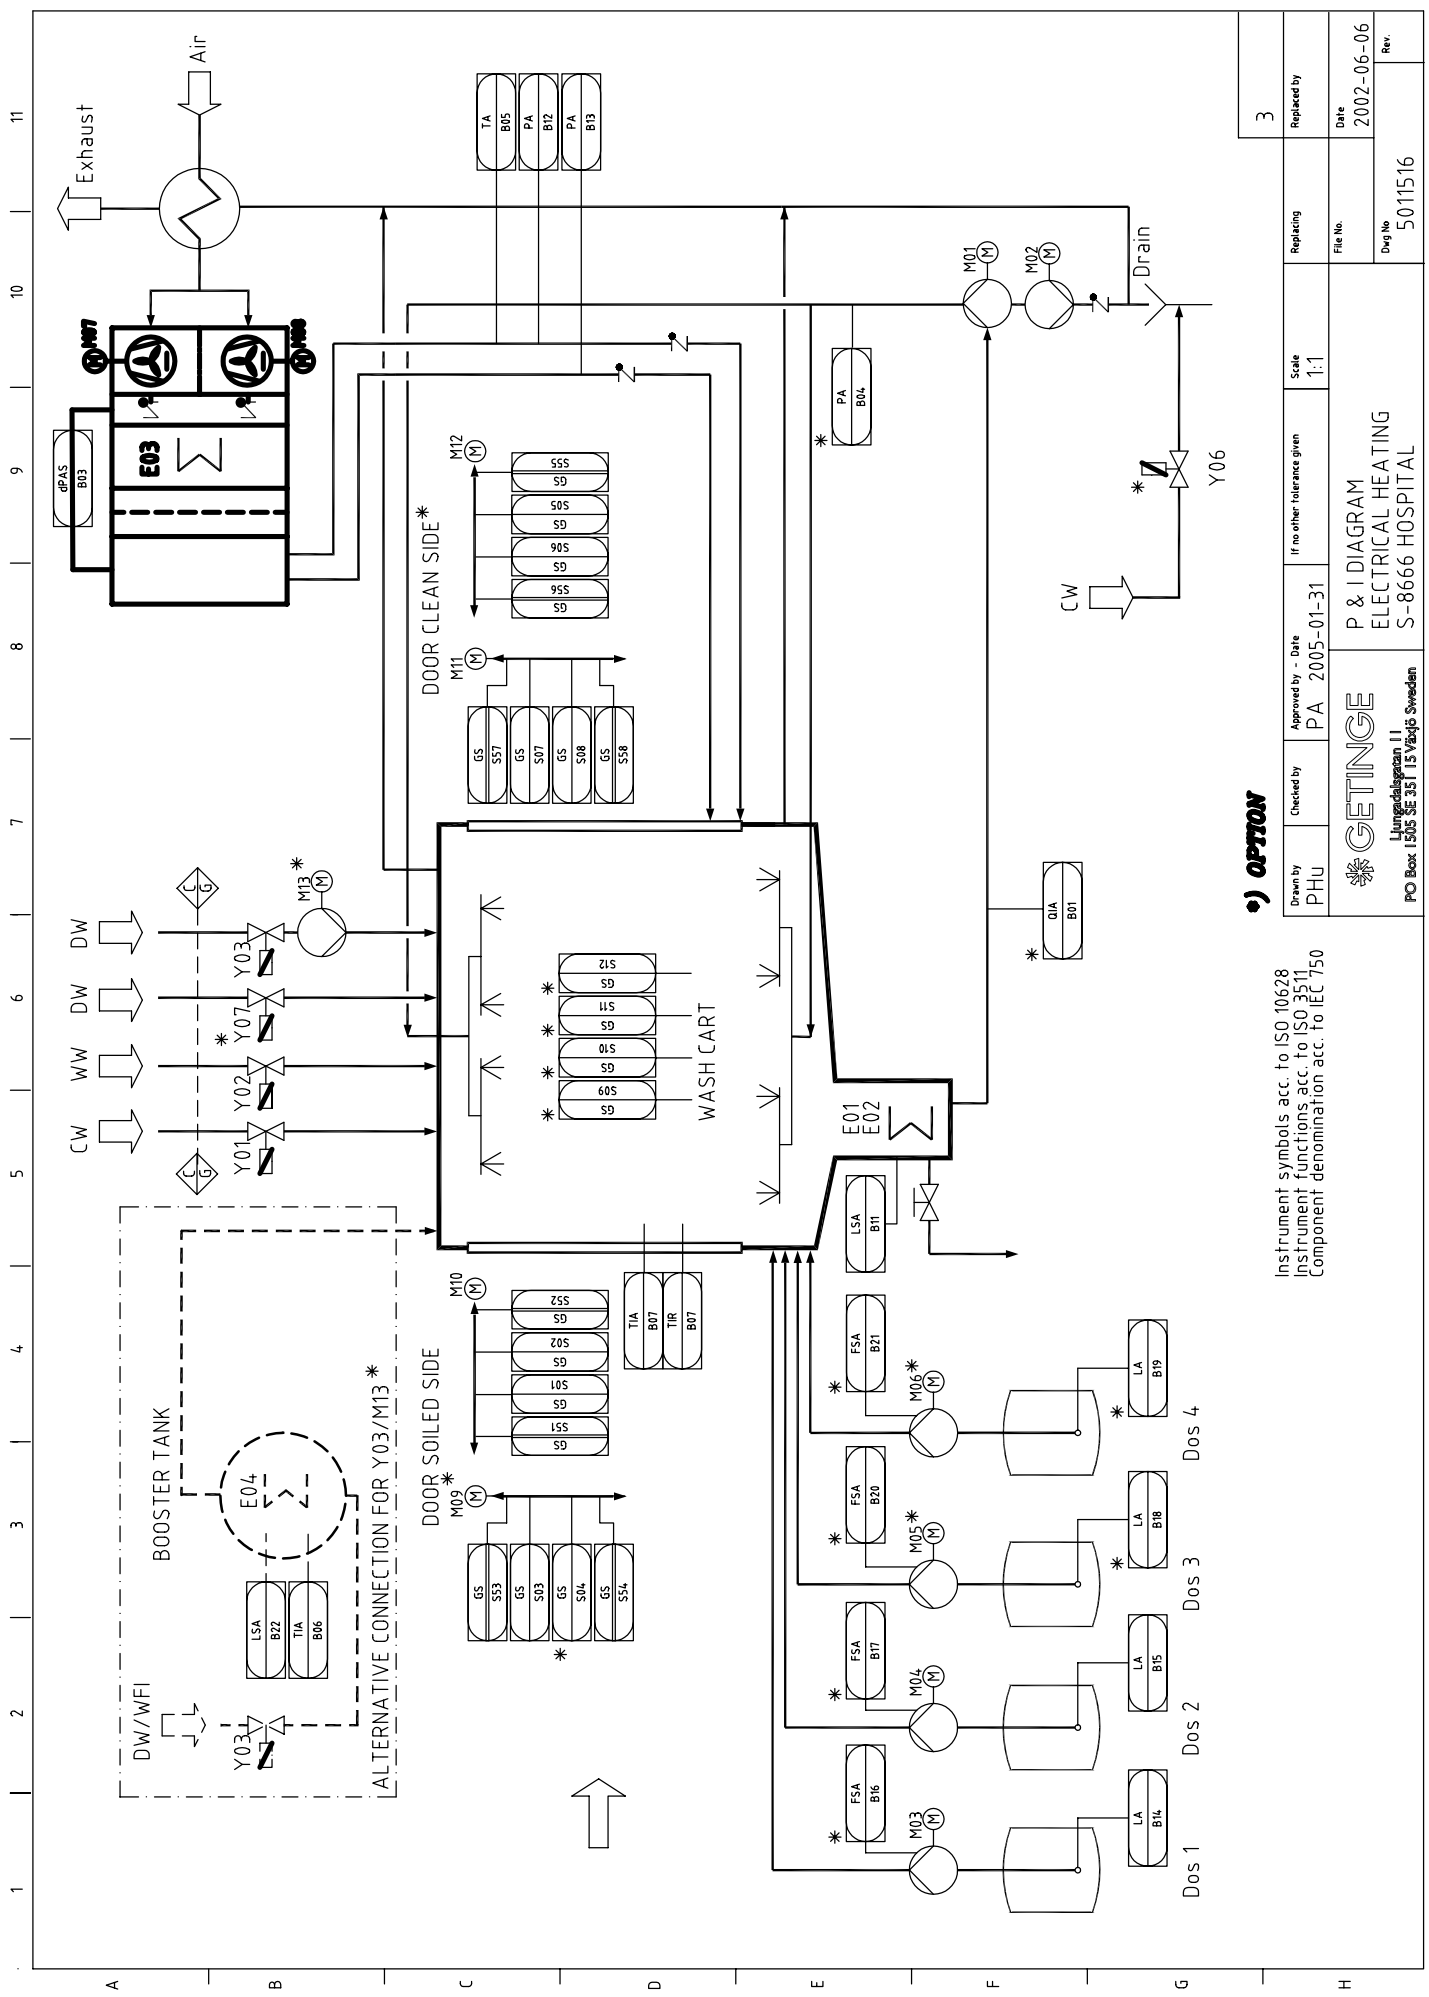 1
2
3
4
5
6
7
8
9
10
11
A
B
C
D
E
F
G
H
DW/WFI
Y03
BOOSTER TANK
E04
LSA
B22
TIA
B06
ALTERNATIVE CONNECTION FOR Y03/M13*
CW
WW
DW
DW
C
G
C
G
Y01
Y02
*
Y07
Y03
M13
*
dPAS
B03
E03
M07
M08
Exhaust
Air
DOOR SOILED SIDE
M09
*
M
GS
S53
GS
S03
GS
S04
GS
S54
*
M10
M
GS
S51
GS
S01
GS
S02
GS
S52
TIA
B07
TIR
B07
WASH CART
*
GS
S09
*
GS
S10
*
GS
S11
*
GS
S12
DOOR CLEAN SIDE*
M11
M
GS
S57
GS
S07
GS
S08
GS
S58
M12
M
GS
S56
GS
S06
GS
S05
GS
S55
TA
B05
PA
B12
PA
B13
*
PA
B04
M01
M
M02
M
Drain
CW
*
Y06
E01
E02
LSA
B11
*
QIA
B01
*
FSA
B16
M03
M
LA
B14
Dos 1
*
FSA
B17
M04
M
LA
B15
Dos 2
*
FSA
B20
M05
*
M
*
LA
B18
Dos 3
*
FSA
B21
M06
*
M
*
LA
B19
Dos 4
*) OPTION
Instrument symbols acc. to ISO 10628
Instrument functions acc. to ISO 3511
Component denomination acc. to IEC 750
3
Drawn by
PHu
Checked by
Approved by - Date
PA 2005-01-31
If no other tolerance given
Scale
1:1
Replacing
Replaced by
GETINGE
Ljungadalsgatan 11
PO Box 1505 SE 351 15 Växjö Sweden
P & I DIAGRAM
ELECTRICAL HEATING
S-8666 HOSPITAL
File No.
Date
2002-06-06
Dwg No
5011516
Rev.